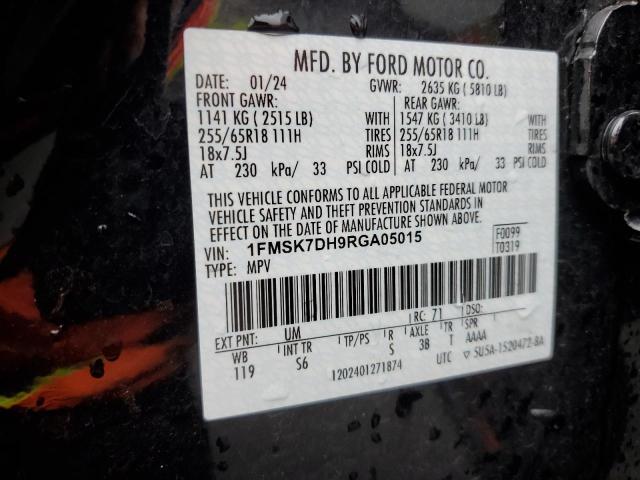 MFD. BY FORD MOTOR CO.
DATE: 01/24 GVWR: 2635 KG ( 5810 LB)
FRONT GAWR: REAR GAWR:
1141 KG ( 2515 LB) WITH 1547 KG ( 3410 LB) WITH
255/65R18 111H TIRES 255/65R18 111H TIRES
18x7.5J RIMS 18x7.5J RIMS
AT 230 kPa/ 33 PSI COLD AT 230 kPa/ 33 PSI COLD
THIS VEHICLE CONFORMS TO ALL APPLICABLE FEDERAL MOTOR
VEHICLE SAFETY AND THEFT PREVENTION STANDARDS IN
EFFECT ON THE DATE OF MANUFACTURE SHOWN ABOVE.
VIN: 1FMSK7DH9RGA05015 F0099
TYPE: MPV T0319
EXT PNT: UM RC: 71 DSO:
WB INT TR TP/PS R AXLE TR SPR
119 S6 S 3B T AAAA
1202401271874 UTC ▽ SU5A-1520472-BA